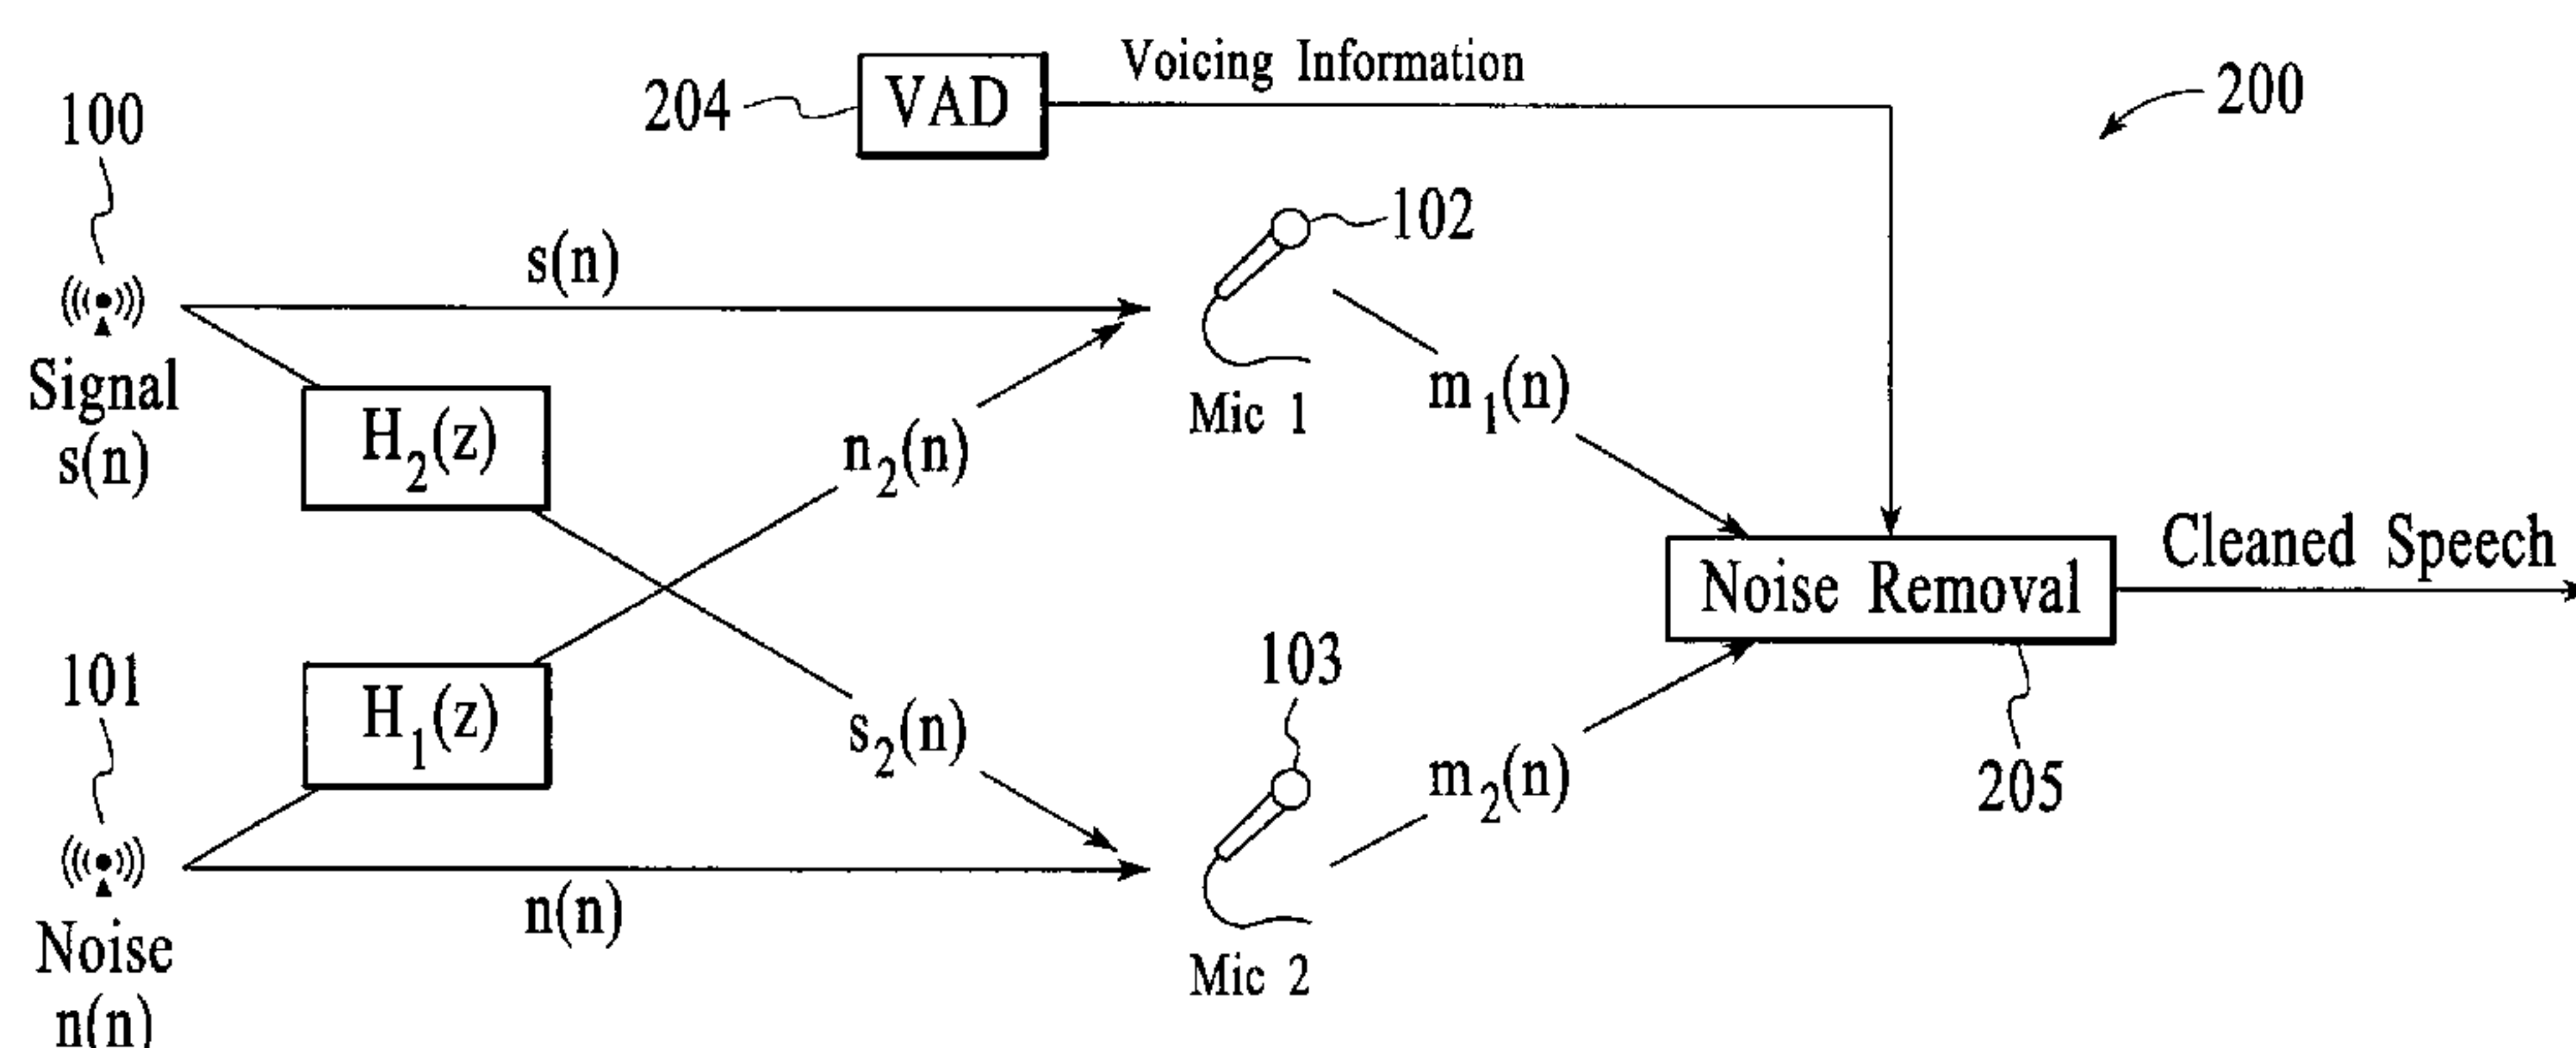 Voicing Information
204
VAD
200
100
102
s(n)
Signal
s(n)
H2(z)
n2(n)
Mic 1
m1(n)
Cleaned Speech
Noise Removal
101
H1(z)
s2(n)
103
m2(n)
205
n(n)
Noise
n(n)
Mic 2